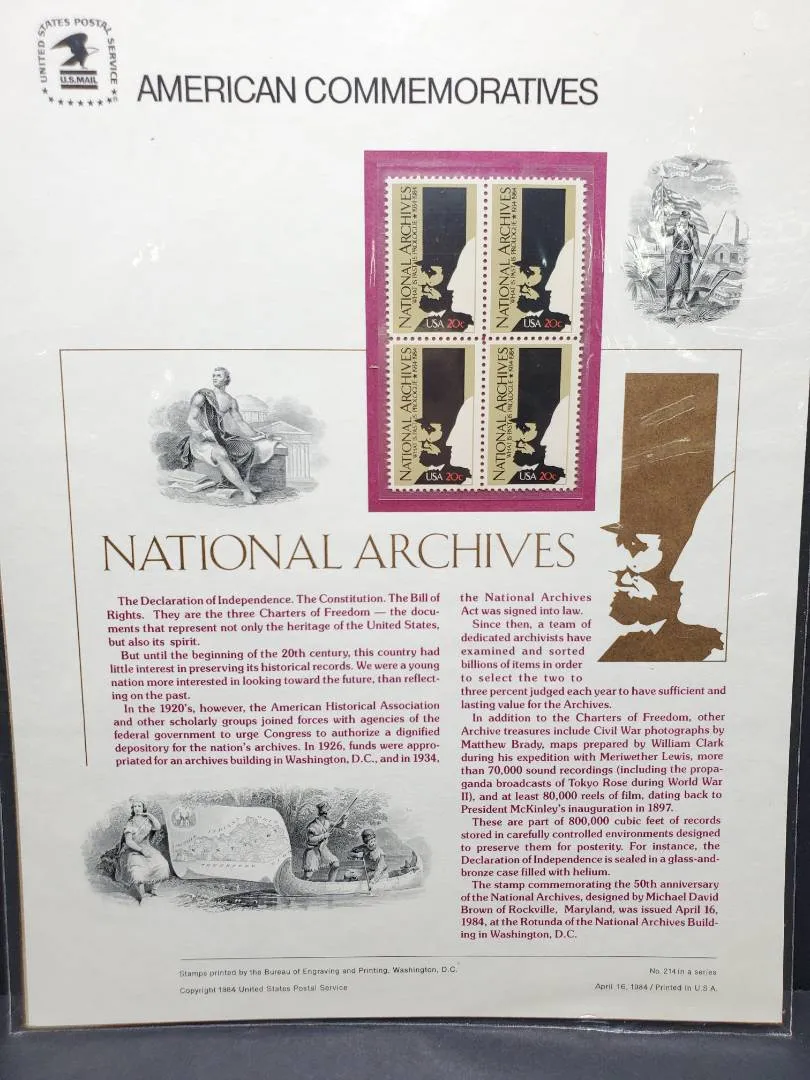 UNITED STATES POSTAL SERVICE
U.S.MAIL
AMERICAN COMMEMORATIVES
NATIONAL ARCHIVES
WHAT IS PAST IS PROLOGUE ★ 1934-1984
USA 20c
NATIONAL ARCHIVES
WHAT IS PAST IS PROLOGUE ★ 1934-1984
USA 20c
NATIONAL ARCHIVES
WHAT IS PAST IS PROLOGUE ★ 1934-1984
USA 20c
NATIONAL ARCHIVES
WHAT IS PAST IS PROLOGUE ★ 1934-1984
USA 20c
NATIONAL ARCHIVES
The Declaration of Independence. The Constitution. The Bill of
Rights. They are the three Charters of Freedom — the docu-
ments that represent not only the heritage of the United States,
but also its spirit.
But until the beginning of the 20th century, this country had
little interest in preserving its historical records. We were a young
nation more interested in looking toward the future, than reflect-
ing on the past.
In the 1920's, however, the American Historical Association
and other scholarly groups joined forces with agencies of the
federal government to urge Congress to authorize a dignified
depository for the nation's archives. In 1926, funds were appro-
priated for an archives building in Washington, D.C., and in 1934,
the National Archives
Act was signed into law.
Since then, a team of
dedicated archivists have
examined and sorted
billions of items in order
to select the two to
three percent judged each year to have sufficient and
lasting value for the Archives.
In addition to the Charters of Freedom, other
Archive treasures include Civil War photographs by
Matthew Brady, maps prepared by William Clark
during his expedition with Meriwether Lewis, more
than 70,000 sound recordings (including the propa-
ganda broadcasts of Tokyo Rose during World War
II), and at least 80,000 reels of film, dating back to
President McKinley's inauguration in 1897.
These are part of 800,000 cubic feet of records
stored in carefully controlled environments designed
to preserve them for posterity. For instance, the
Declaration of Independence is sealed in a glass-and-
bronze case filled with helium.
The stamp commemorating the 50th anniversary
of the National Archives, designed by Michael David
Brown of Rockville, Maryland, was issued April 16,
1984, at the Rotunda of the National Archives Build-
ing in Washington, D.C.
Stamps printed by the Bureau of Engraving and Printing, Washington, D.C.
Copyright 1984 United States Postal Service
No. 214 in a series
April 16, 1984 / Printed in U.S.A.